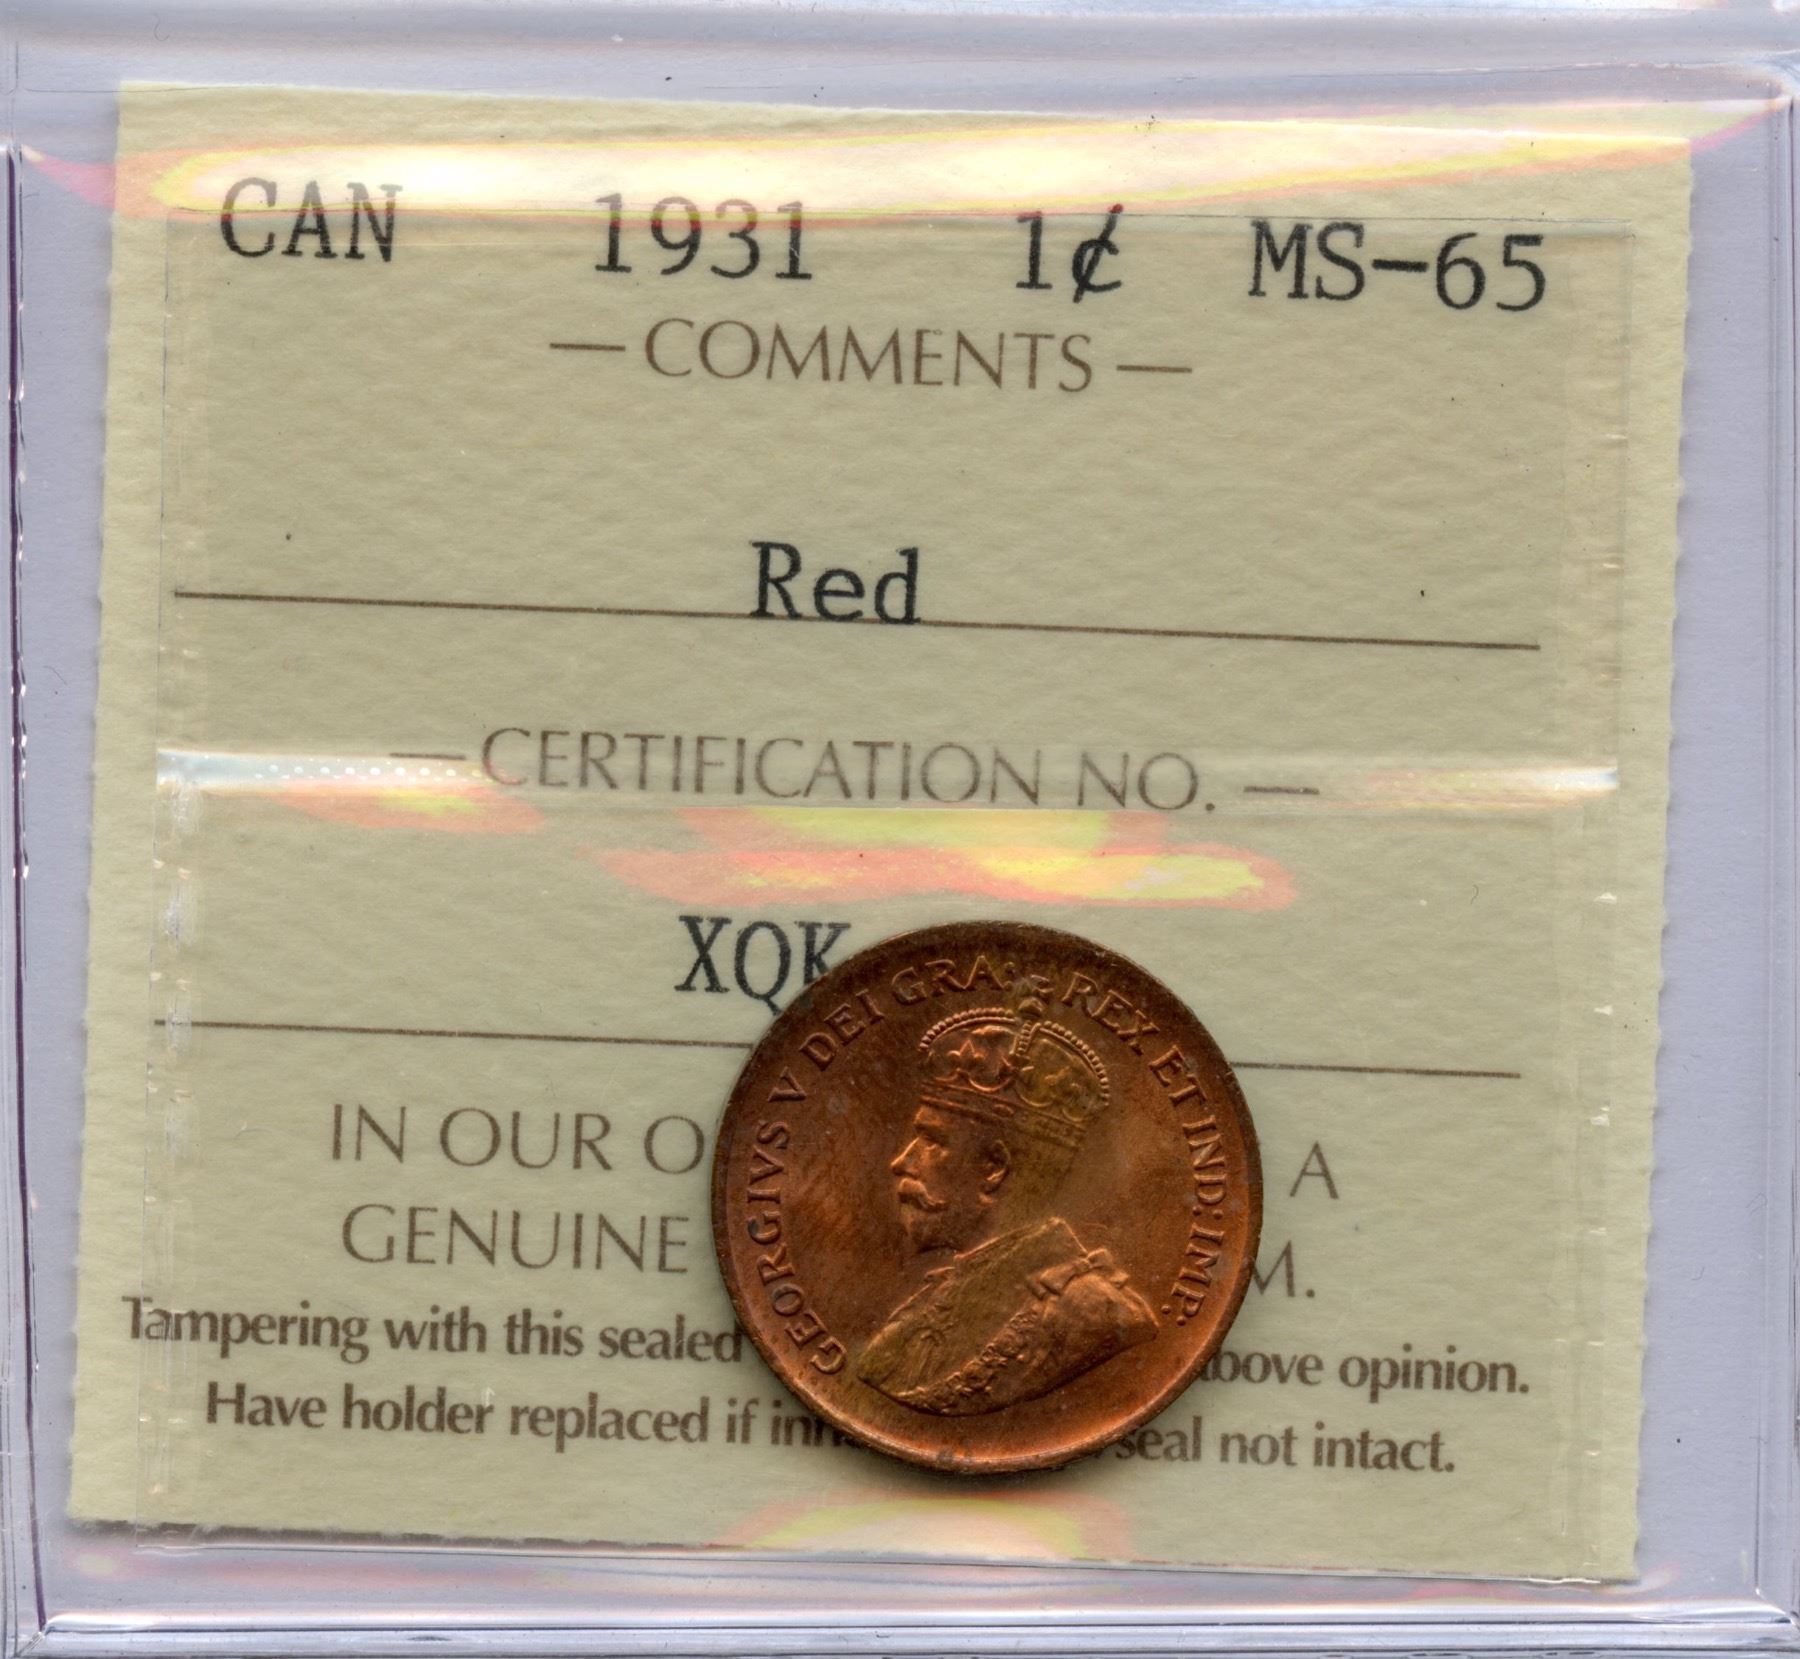 CAN 1931 1¢ MS-65
— COMMENTS —
Red
— CERTIFICATION NO. —
XQK
GEORGIVS V DEI GRA: REX ET IND: IMP:
IN OUR O A
GENUINE M.
Tampering with this sealed bove opinion.
Have holder replaced if inn seal not intact.